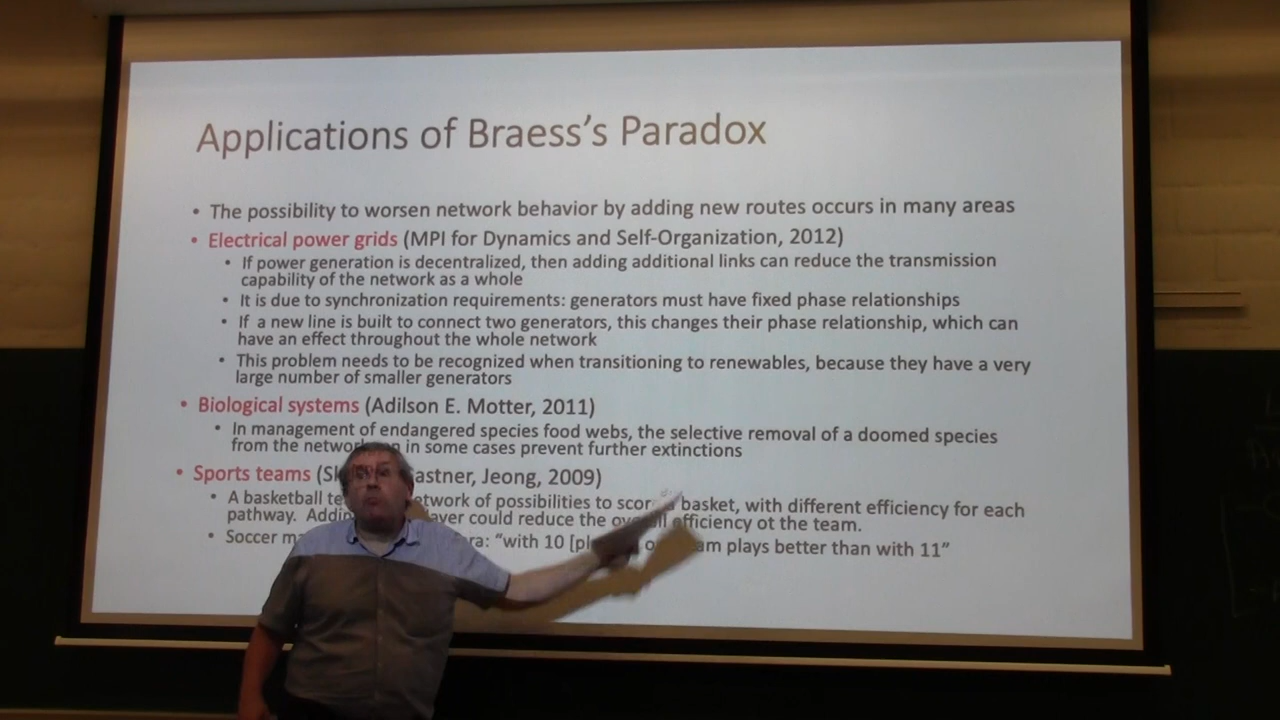 Applications of Braess's Paradox
• The possibility to worsen network behavior by adding new routes occurs in many areas
• Electrical power grids (MPI for Dynamics and Self-Organization, 2012)
• If power generation is decentralized, then adding additional links can reduce the transmission
capability of the network as a whole
• It is due to synchronization requirements: generators must have fixed phase relationships
• If a new line is built to connect two generators, this changes their phase relationship, which can
have an effect throughout the whole network
• This problem needs to be recognized when transitioning to renewables, because they have a very
large number of smaller generators
• Biological systems (Adilson E. Motter, 2011)
• In management of endangered species food webs, the selective removal of a doomed species
from the network in some cases prevent further extinctions
• Sports teams (Gastner, Jeong, 2009)
• A basketball network of possibilities to score basket, with different efficiency for each
pathway. could reduce the overall efficiency ot the team.
• Soccer "with 10 plays better than with 11"